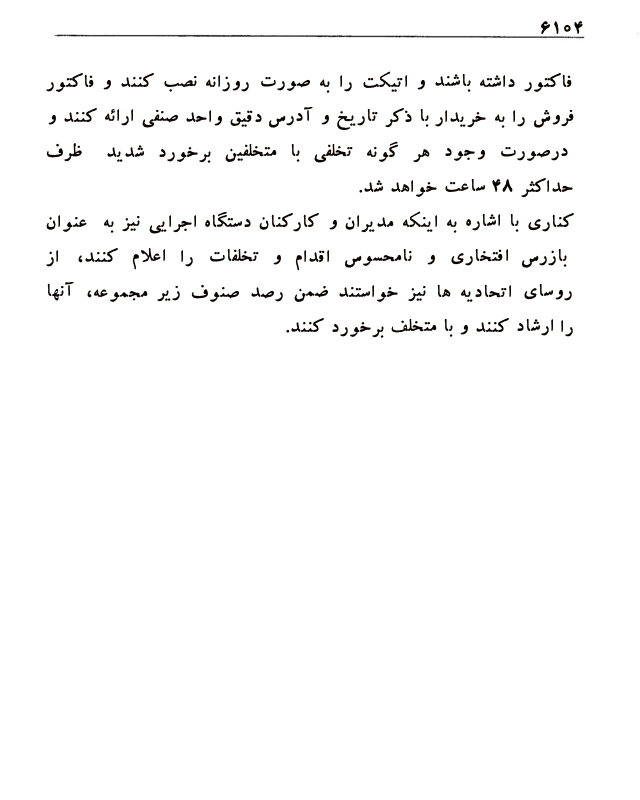 ۶۱۰۴
فاکتور داشته باشند و اتیکت را به صورت روزانه نصب کنند و فاکتور
فروش را به خریدار با ذکر تاریخ و آدرس دقیق واحد صنفی ارائه کنند و
درصورت وجود هر گونه تخلفی با متخلفین برخورد شدید ظرف
حداکثر ۴۸ ساعت خواهد شد.
کناری با اشاره به اینکه مدیران و کارکنان دستگاه اجرایی نیز به عنوان
بازرس افتخاری و نامحسوس اقدام و تخلفات را اعلام کنند، از
روسای اتحادیه ها نیز خواستند ضمن رصد صنوف زیر مجموعه، آنها
را ارشاد کنند و با متخلف برخورد کنند.